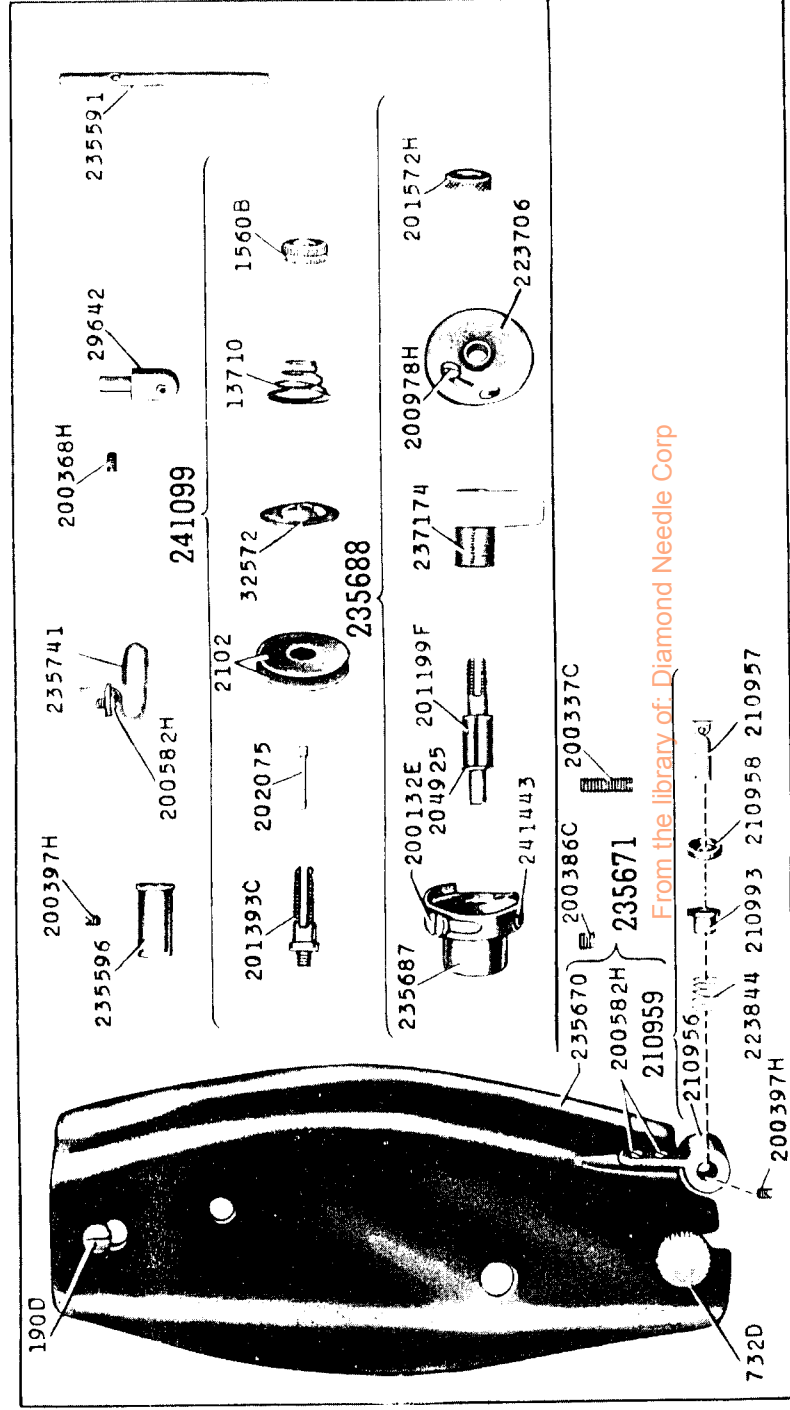 235591
29642
200368H
241099
235741
200582H
200397H
235596
1560B
13710
32572
235688
2102
202075
201393C
201572H
223706
200978H
237174
201199F
204925
200132E
241443
235687
200337C
200386C
235671
235670
200582H
210959
210956
210957
210958
210993
223844
200397H
190D
732D
From the library of: Diamond Needle Corp